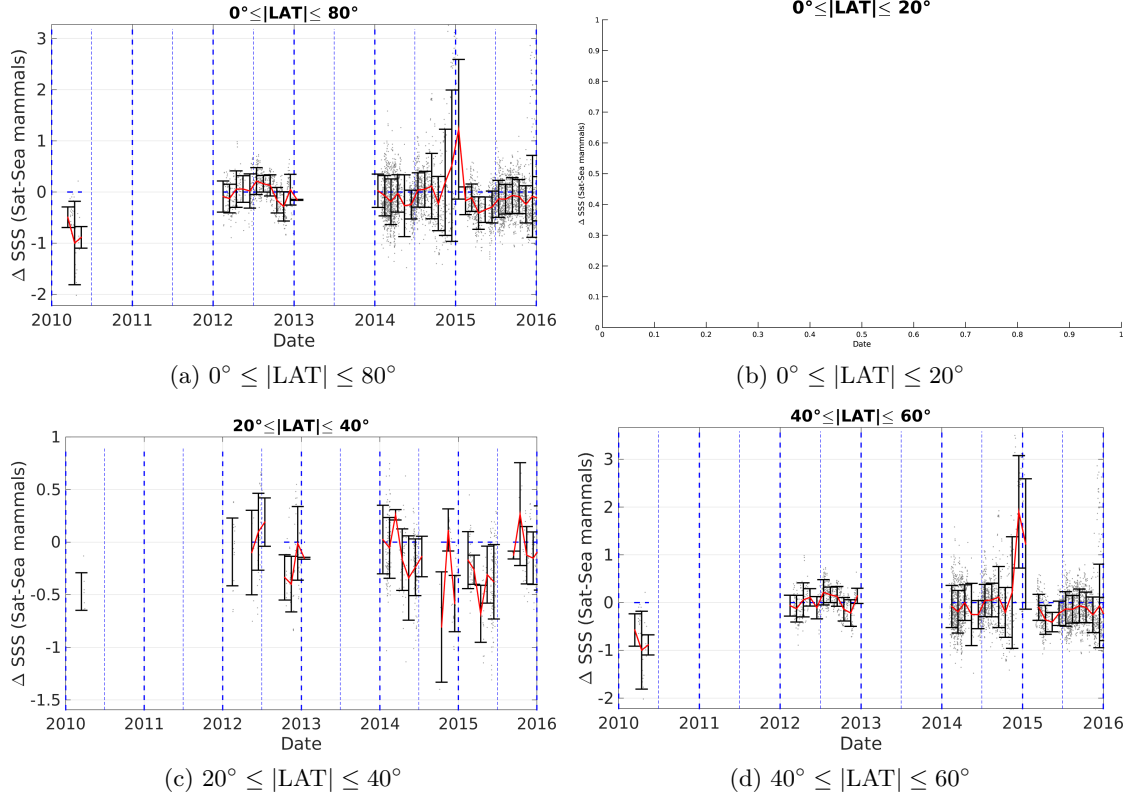 0°≤|LAT|≤ 80°
3
2
1
0
-1
-2
Δ SSS (Sat-Sea mammals)
2010 2011 2012 2013 2014 2015 2016
Date
(a) 0° ≤ |LAT| ≤ 80°
0°≤|LAT|≤ 20°
1
0.9
0.8
0.7
0.6
0.5
0.4
0.3
0.2
0.1
0
Δ SSS (Sat-Sea mammals)
0 0.1 0.2 0.3 0.4 0.5 0.6 0.7 0.8 0.9 1
Date
(b) 0° ≤ |LAT| ≤ 20°
20°≤|LAT|≤ 40°
1
0.5
0
-0.5
-1
-1.5
Δ SSS (Sat-Sea mammals)
2010 2011 2012 2013 2014 2015 2016
Date
(c) 20° ≤ |LAT| ≤ 40°
40°≤|LAT|≤ 60°
3
2
1
0
-1
-2
Δ SSS (Sat-Sea mammals)
2010 2011 2012 2013 2014 2015 2016
Date
(d) 40° ≤ |LAT| ≤ 60°